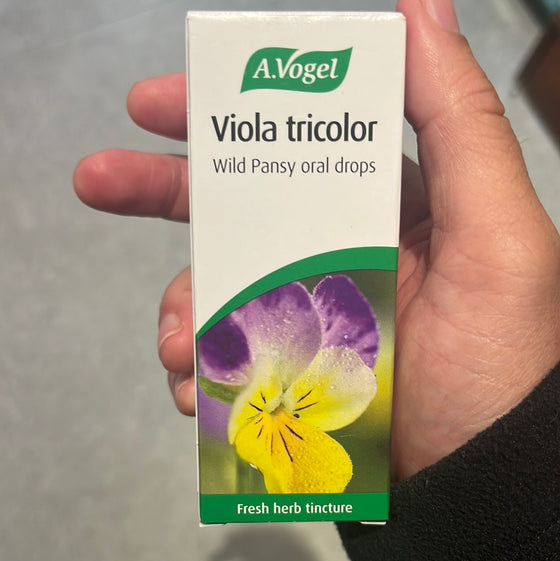 A.Vogel
Viola tricolor
Wild Pansy oral drops
Fresh herb tincture